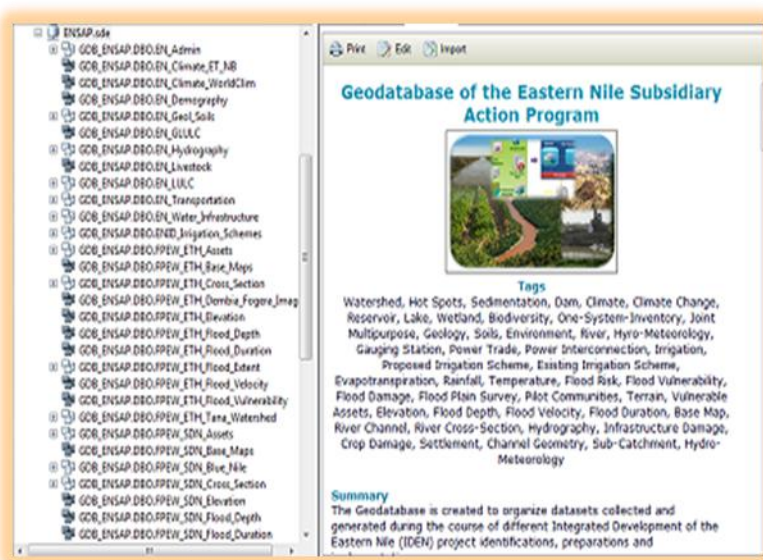 ENSAP.sde
GDB_ENSAP.DBO.EN_Admin
GDB_ENSAP.DBO.EN_Climate_ET_NB
GDB_ENSAP.DBO.EN_Climate_WorldClim
GDB_ENSAP.DBO.EN_Demography
GDB_ENSAP.DBO.EN_Geol_Soils
GDB_ENSAP.DBO.EN_GLULC
GDB_ENSAP.DBO.EN_Hydrography
GDB_ENSAP.DBO.EN_Livestock
GDB_ENSAP.DBO.EN_LULC
GDB_ENSAP.DBO.EN_Transportation
GDB_ENSAP.DBO.EN_Water_Infrastructure
GDB_ENSAP.DBO.ENID_Irrigation_Schemes
GDB_ENSAP.DBO.FPEW_ETH_Assets
GDB_ENSAP.DBO.FPEW_ETH_Base_Maps
GDB_ENSAP.DBO.FPEW_ETH_Cross_Section
GDB_ENSAP.DBO.FPEW_ETH_Dembia_Fogera_Imag
GDB_ENSAP.DBO.FPEW_ETH_Elevation
GDB_ENSAP.DBO.FPEW_ETH_Flood_Depth
GDB_ENSAP.DBO.FPEW_ETH_Flood_Duration
GDB_ENSAP.DBO.FPEW_ETH_Flood_Extent
GDB_ENSAP.DBO.FPEW_ETH_Flood_Velocity
GDB_ENSAP.DBO.FPEW_ETH_Flood_Vulnerability
GDB_ENSAP.DBO.FPEW_ETH_Tana_Watershed
GDB_ENSAP.DBO.FPEW_SDN_Assets
GDB_ENSAP.DBO.FPEW_SDN_Base_Maps
GDB_ENSAP.DBO.FPEW_SDN_Blue_Nile
GDB_ENSAP.DBO.FPEW_SDN_Cross_Section
GDB_ENSAP.DBO.FPEW_SDN_Elevation
GDB_ENSAP.DBO.FPEW_SDN_Flood_Depth
GDB_ENSAP.DBO.FPEW_SDN_Flood_Duration
Print Edit Import
Geodatabase of the Eastern Nile Subsidiary
Action Program
Tags
Watershed, Hot Spots, Sedimentation, Dam, Climate, Climate Change,
Reservoir, Lake, Wetland, Biodiversity, One-System-Inventory, Joint
Multipurpose, Geology, Soils, Environment, River, Hyro-Meteorology,
Gauging Station, Power Trade, Power Interconnection, Irrigation,
Proposed Irrigation Scheme, Existing Irrigation Scheme,
Evapotranspiration, Rainfall, Temperature, Flood Risk, Flood Vulnerability,
Flood Damage, Flood Plain Survey, Pilot Communities, Terrain, Vulnerable
Assets, Elevation, Flood Depth, Flood Velocity, Flood Duration, Base Map,
River Channel, River Cross-Section, Hydrography, Infrastructure Damage,
Crop Damage, Settlement, Channel Geometry, Sub-Catchment, Hydro-
Meteorology
Summary
The Geodatabase is created to organize datasets collected and
generated during the course of different Integrated Development of the
Eastern Nile (IDEN) project identifications, preparations and